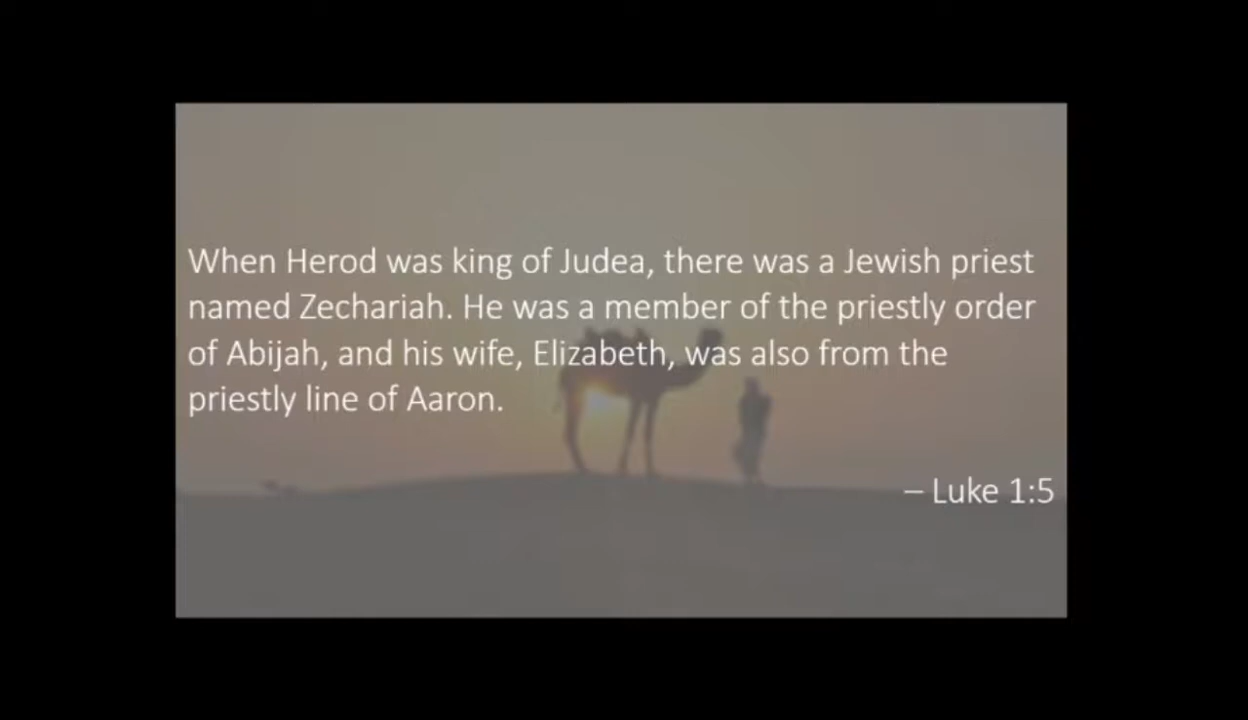 When Herod was king of Judea, there was a Jewish priest
named Zechariah. He was a member of the priestly order
of Abijah, and his wife, Elizabeth, was also from the
priestly line of Aaron.
– Luke 1:5